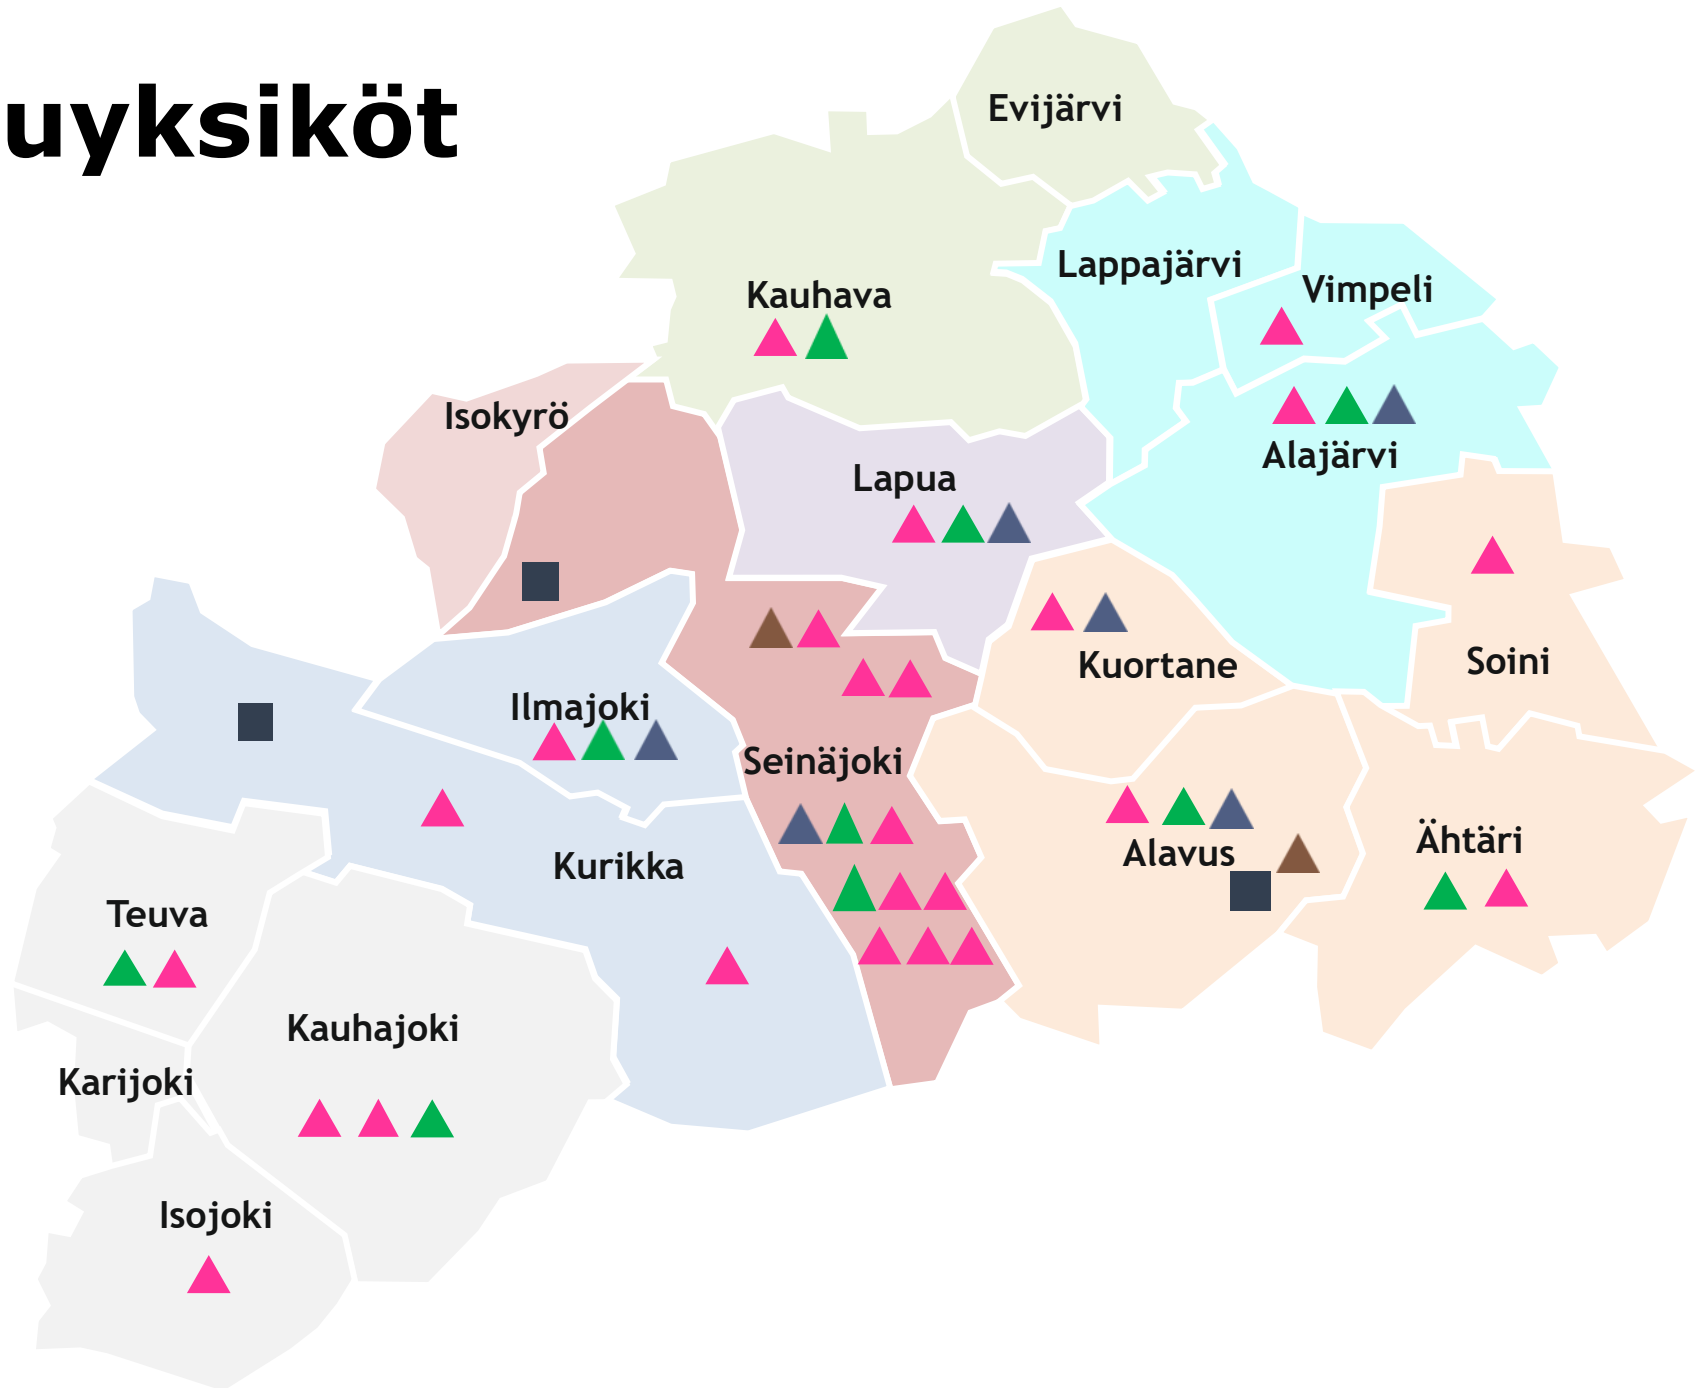 uyksiköt
Evijärvi
Lappajärvi
Vimpeli
Kauhava
Isokyrö
Alajärvi
Lapua
Soini
Kuortane
Ilmajoki
Seinäjoki
Ähtäri
Alavus
Kurikka
Teuva
Kauhajoki
Karijoki
Isojoki